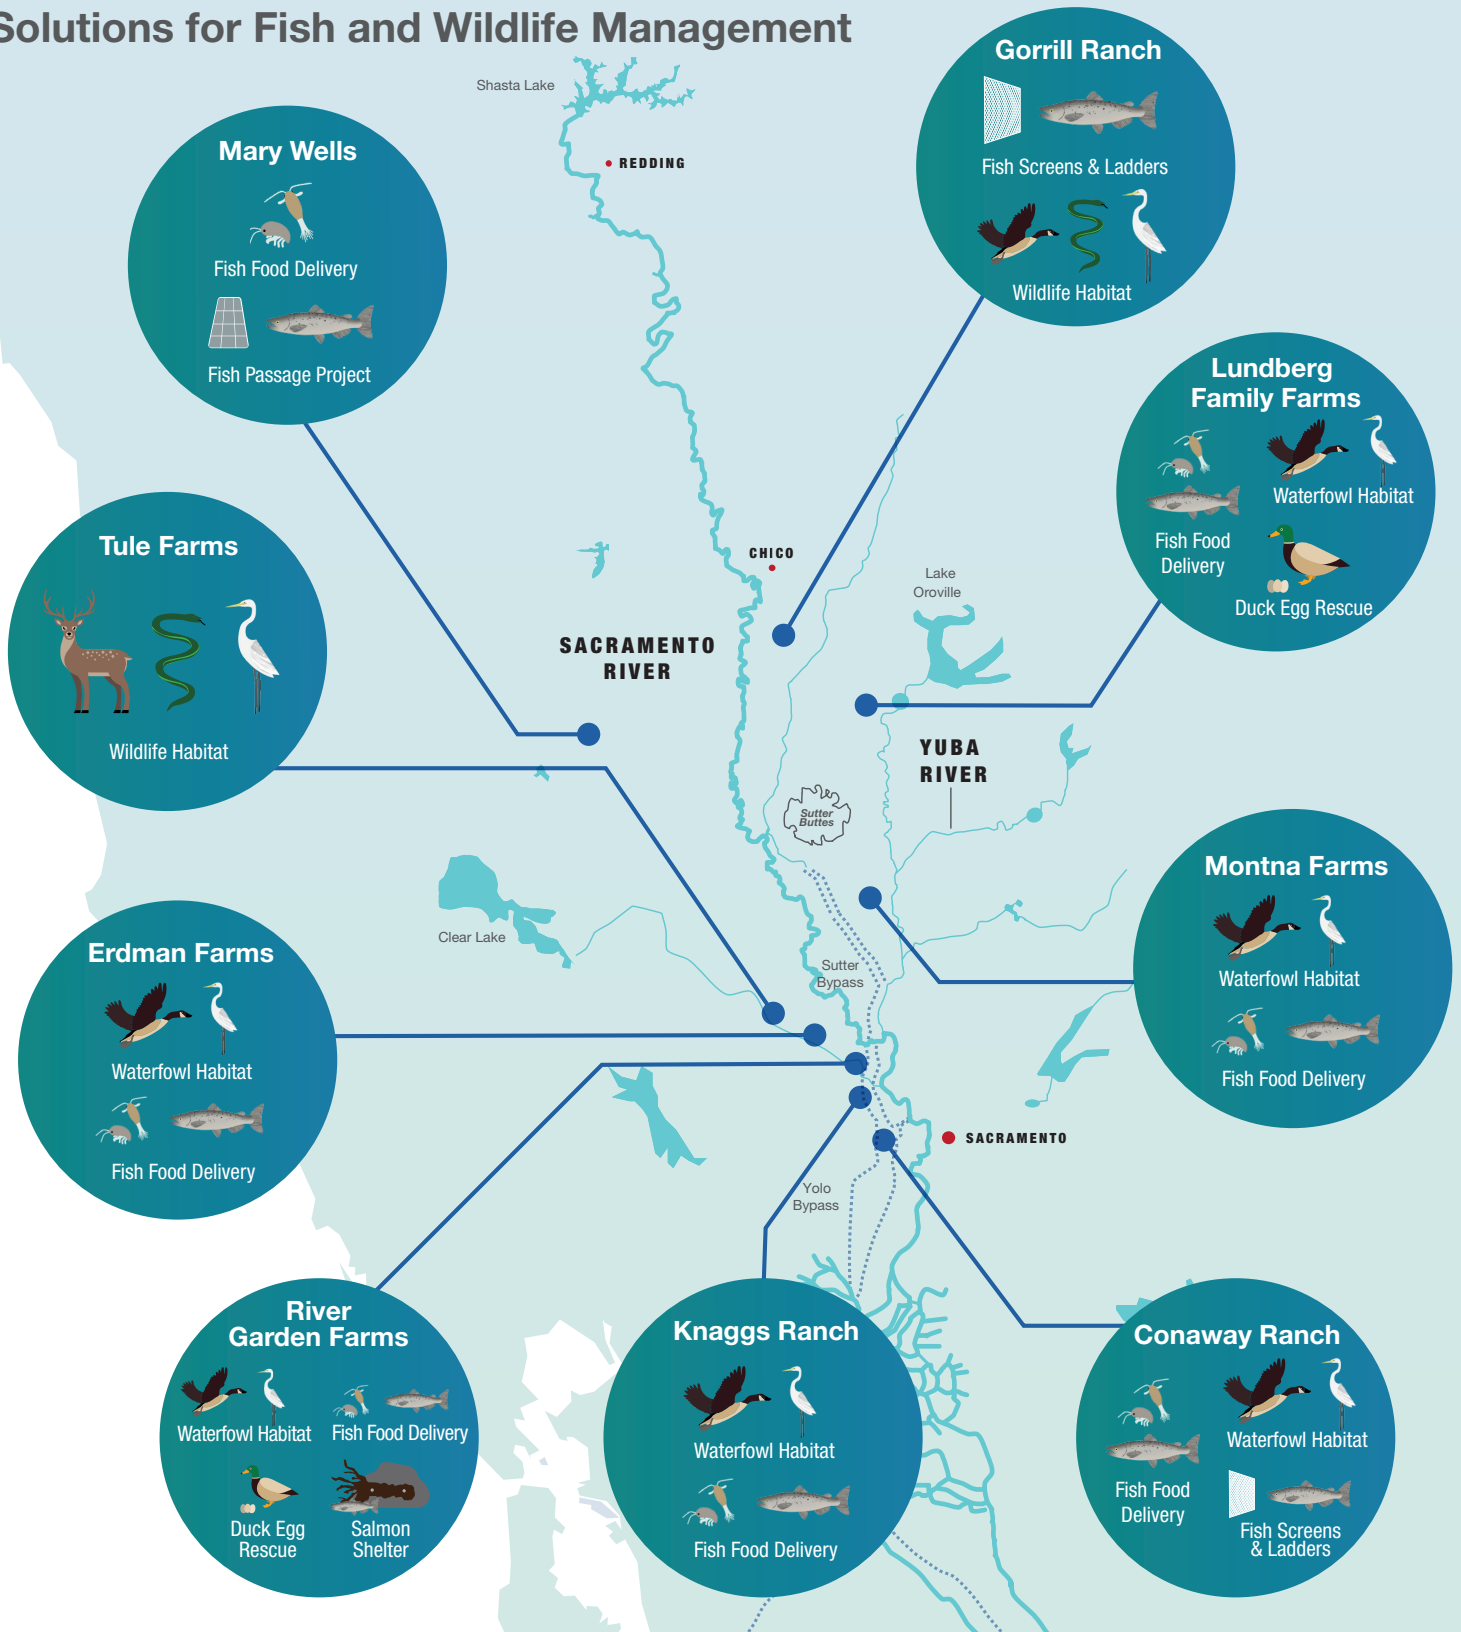 Solutions for Fish and Wildlife Management
Gorrill Ranch
Fish Screens & Ladders
Wildlife Habitat
Shasta Lake
REDDING
Mary Wells
Fish Food Delivery
Fish Passage Project
Lundberg
Family Farms
Waterfowl Habitat
Fish Food
Delivery
Duck Egg Rescue
Tule Farms
Wildlife Habitat
CHICO
Lake
Oroville
SACRAMENTO
RIVER
YUBA
RIVER
Sutter
Buttes
Montna Farms
Waterfowl Habitat
Fish Food Delivery
Clear Lake
Sutter
Bypass
Erdman Farms
Waterfowl Habitat
Fish Food Delivery
SACRAMENTO
Yolo
Bypass
River
Garden Farms
Waterfowl Habitat
Fish Food Delivery
Duck Egg
Rescue
Salmon
Shelter
Knaggs Ranch
Waterfowl Habitat
Fish Food Delivery
Conaway Ranch
Waterfowl Habitat
Fish Food
Delivery
Fish Screens
& Ladders